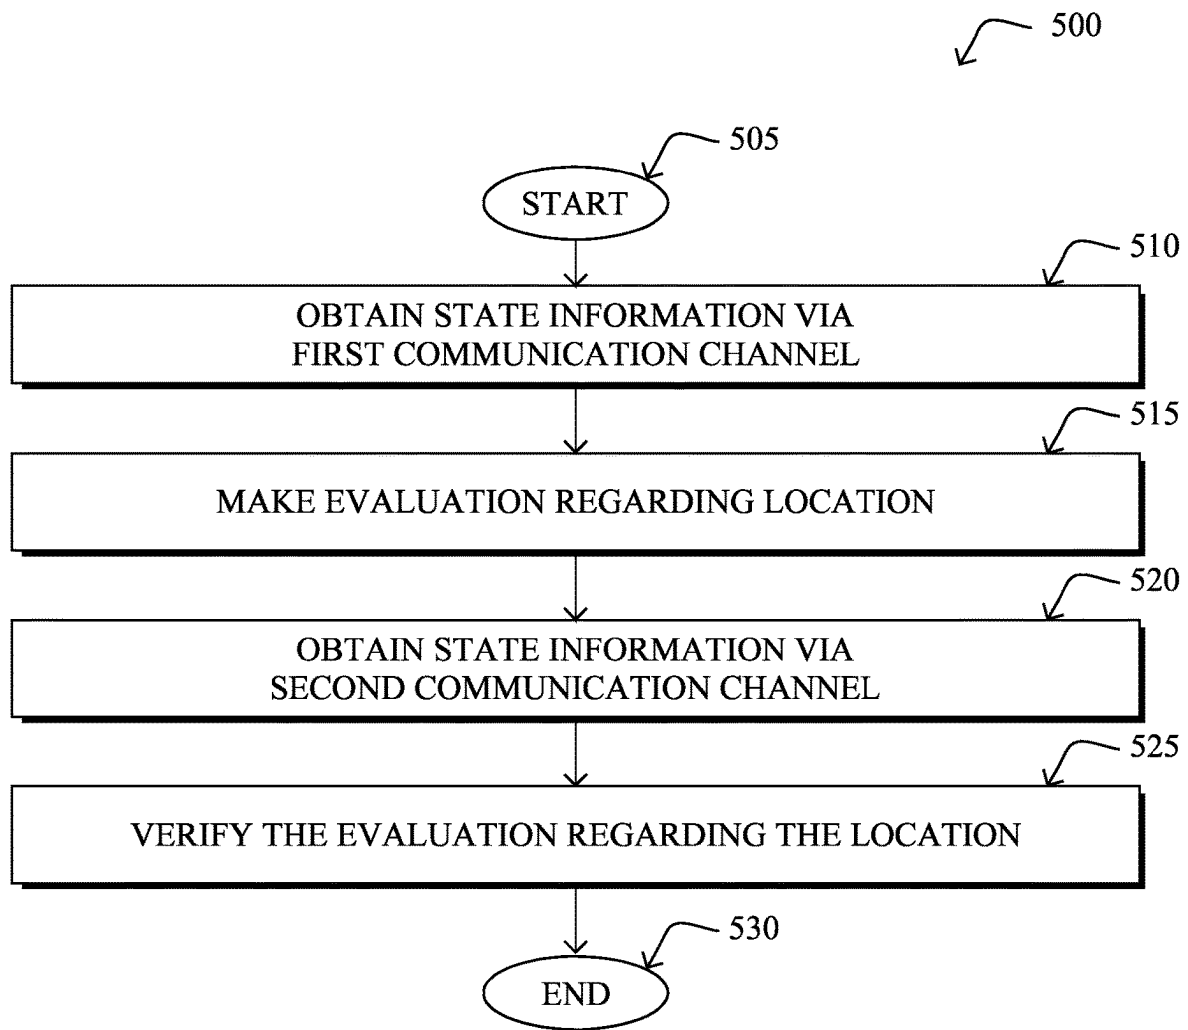 500
505
START
510
OBTAIN STATE INFORMATION VIA
FIRST COMMUNICATION CHANNEL
515
MAKE EVALUATION REGARDING LOCATION
520
OBTAIN STATE INFORMATION VIA
SECOND COMMUNICATION CHANNEL
525
VERIFY THE EVALUATION REGARDING THE LOCATION
530
END